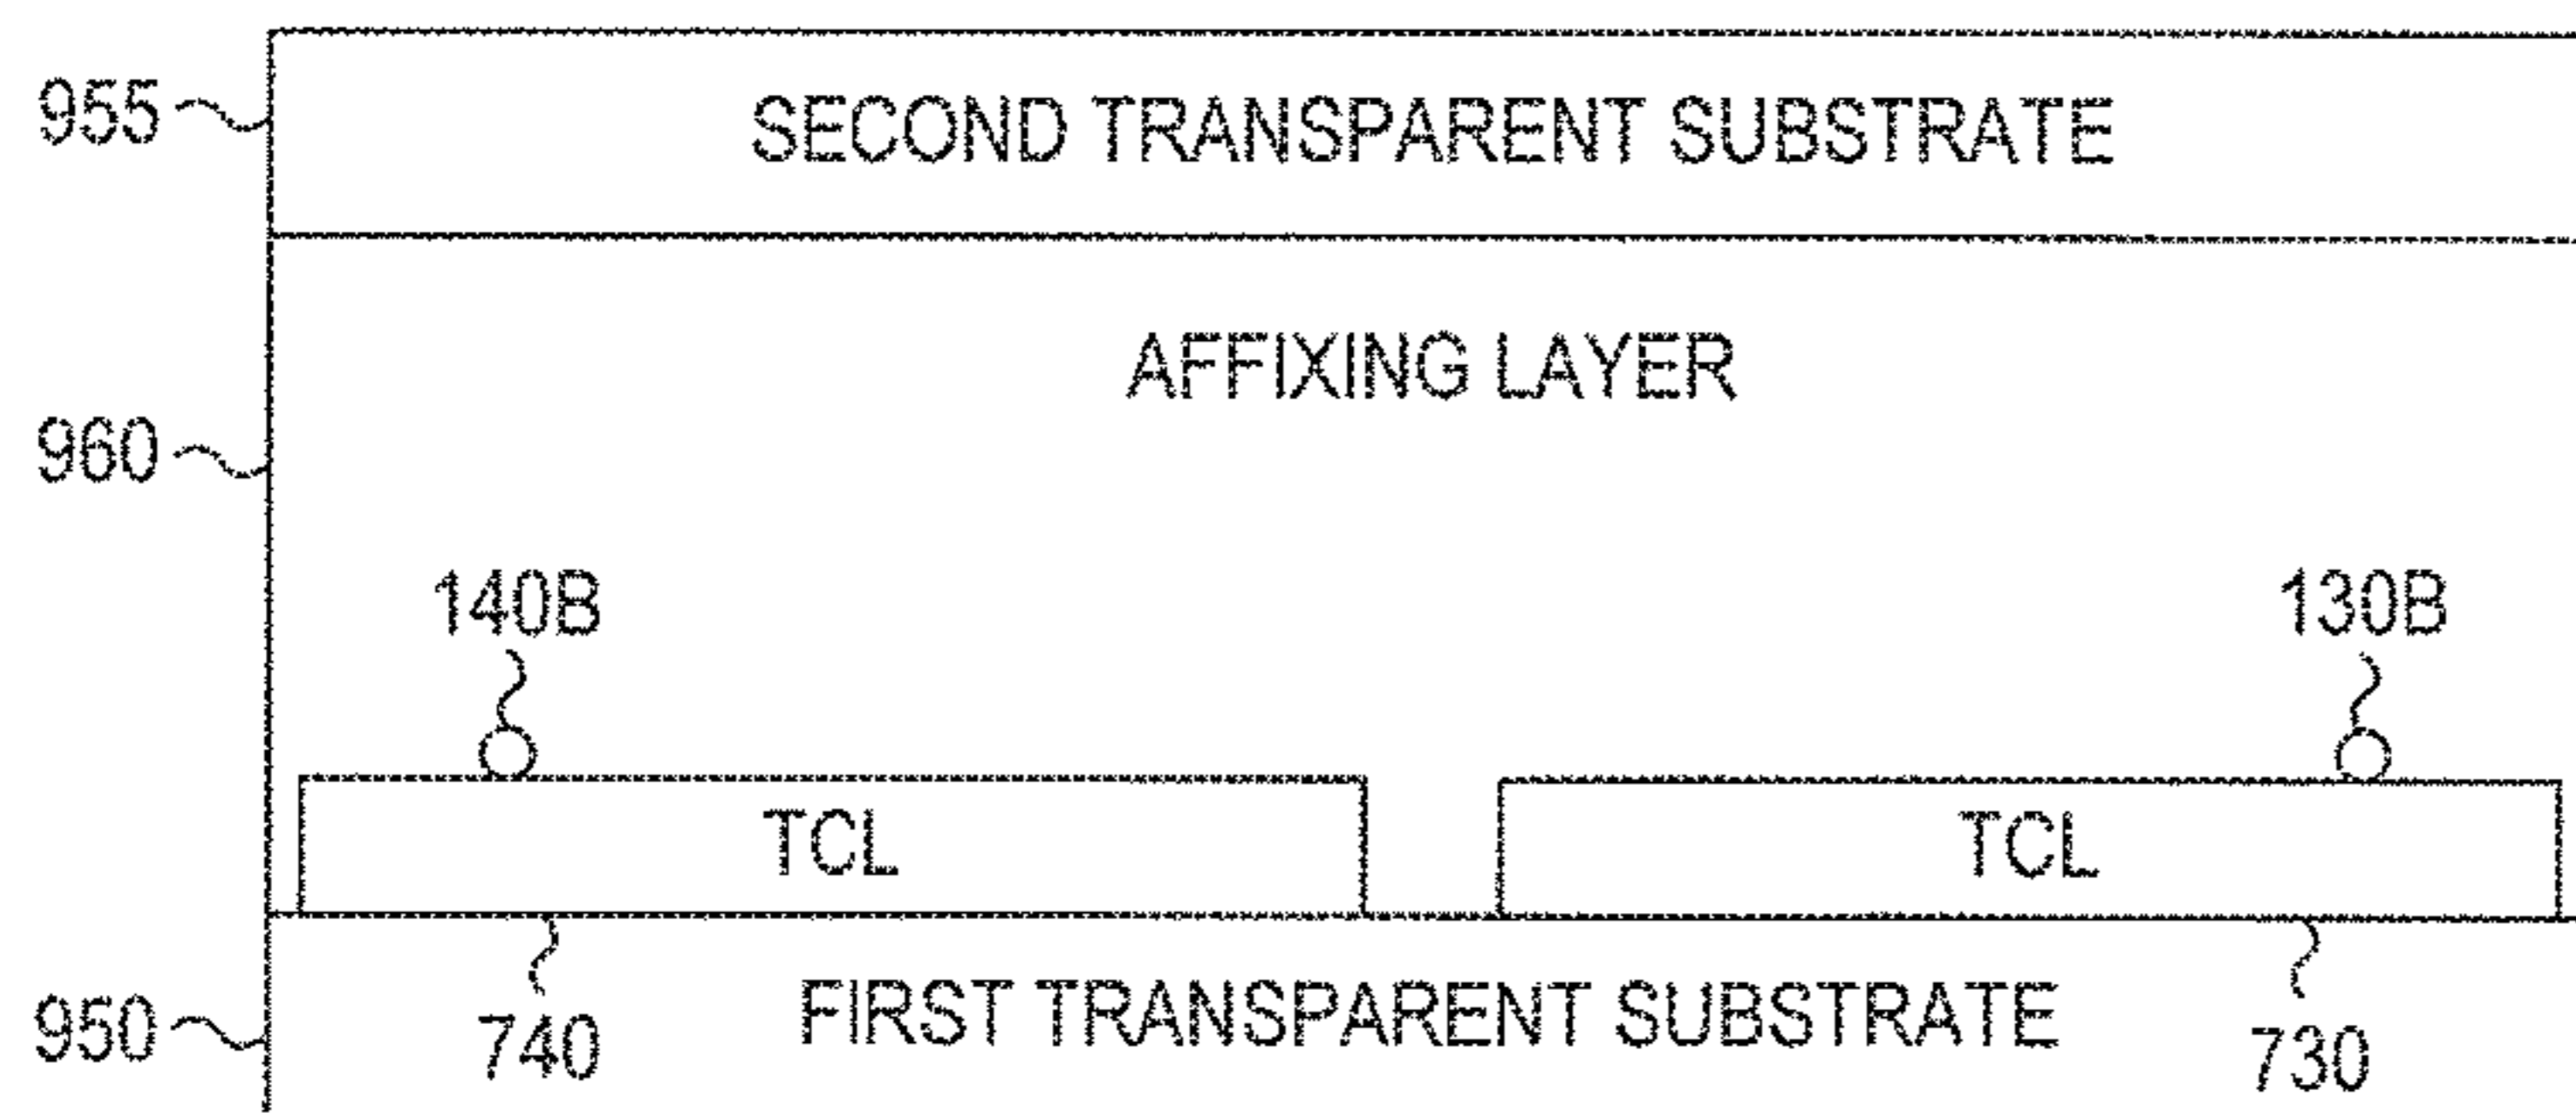 955
SECOND TRANSPARENT SUBSTRATE
AFFIXING LAYER
960
140B
130B
TCL
TCL
950
740
FIRST TRANSPARENT SUBSTRATE
730